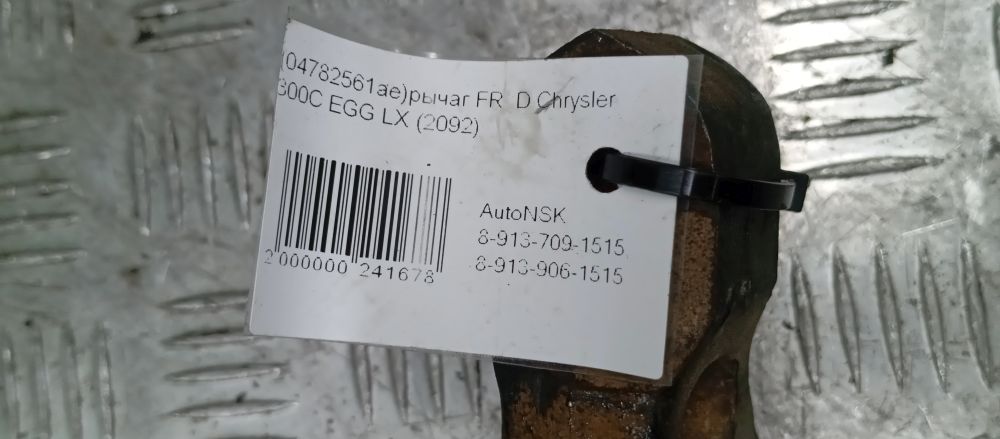 (04782561ae)рычаг FR D Chrysler
300C EGG LX (2092)
2 000000 241678
AutoNSK
8-913-709-1515
8-913-906-1515